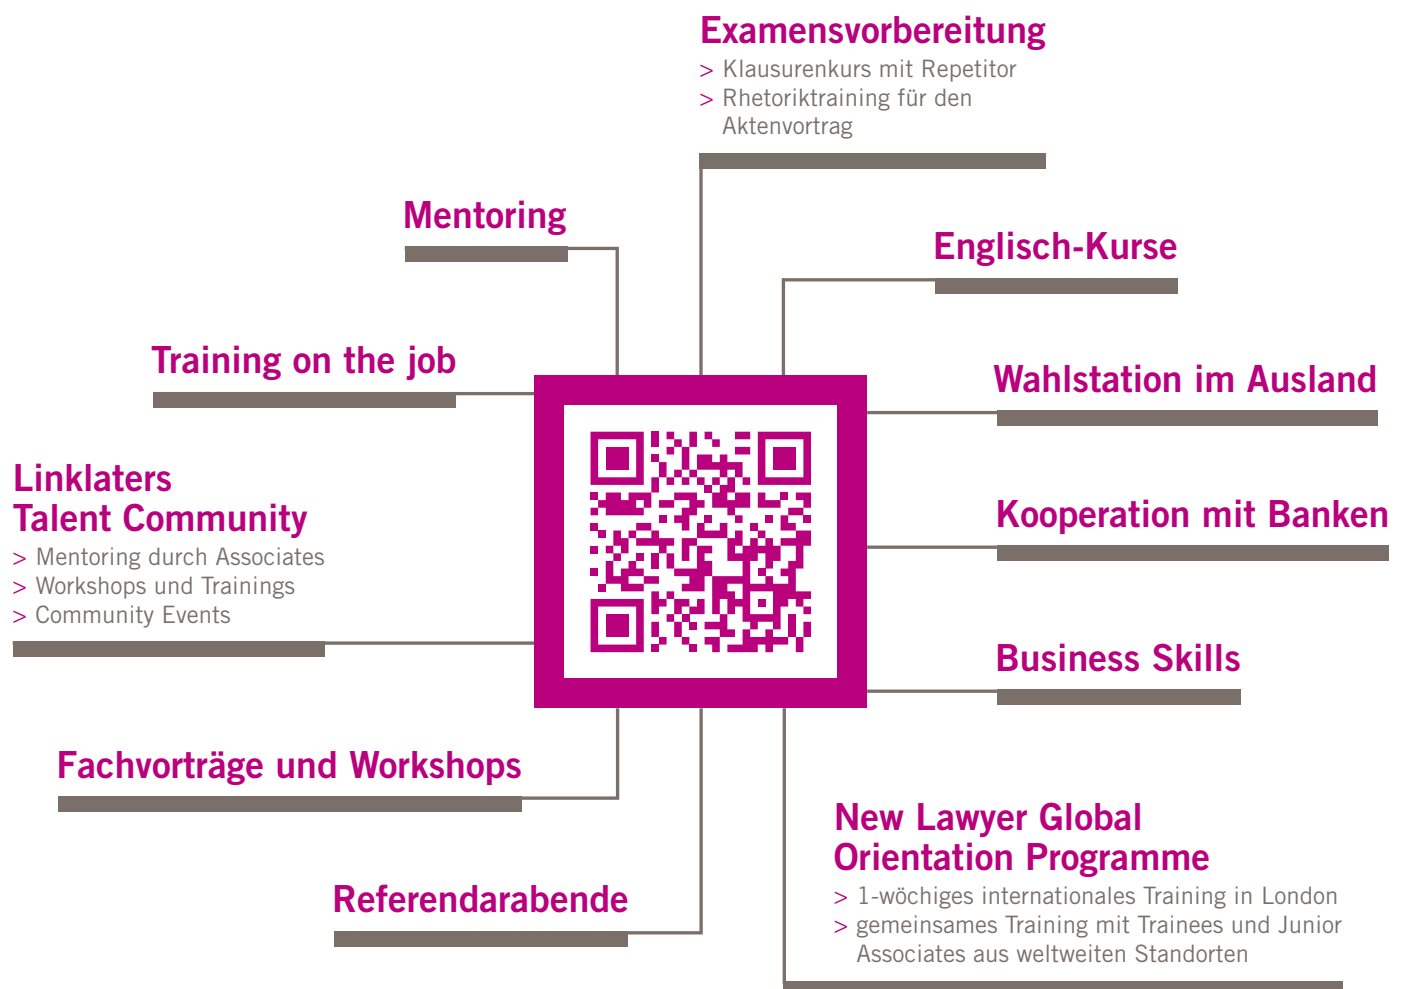 Examensvorbereitung
> Klausurenkurs mit Repetitor
> Rhetoriktraining für den
Aktenvortrag
Mentoring
Englisch-Kurse
Training on the job
Wahlstation im Ausland
Linklaters
Talent Community
> Mentoring durch Associates
> Workshops und Trainings
> Community Events
Kooperation mit Banken
Business Skills
Fachvorträge und Workshops
New Lawyer Global
Orientation Programme
> 1-wöchiges internationales Training in London
> gemeinsames Training mit Trainees und Junior
Associates aus weltweiten Standorten
Referendarabende